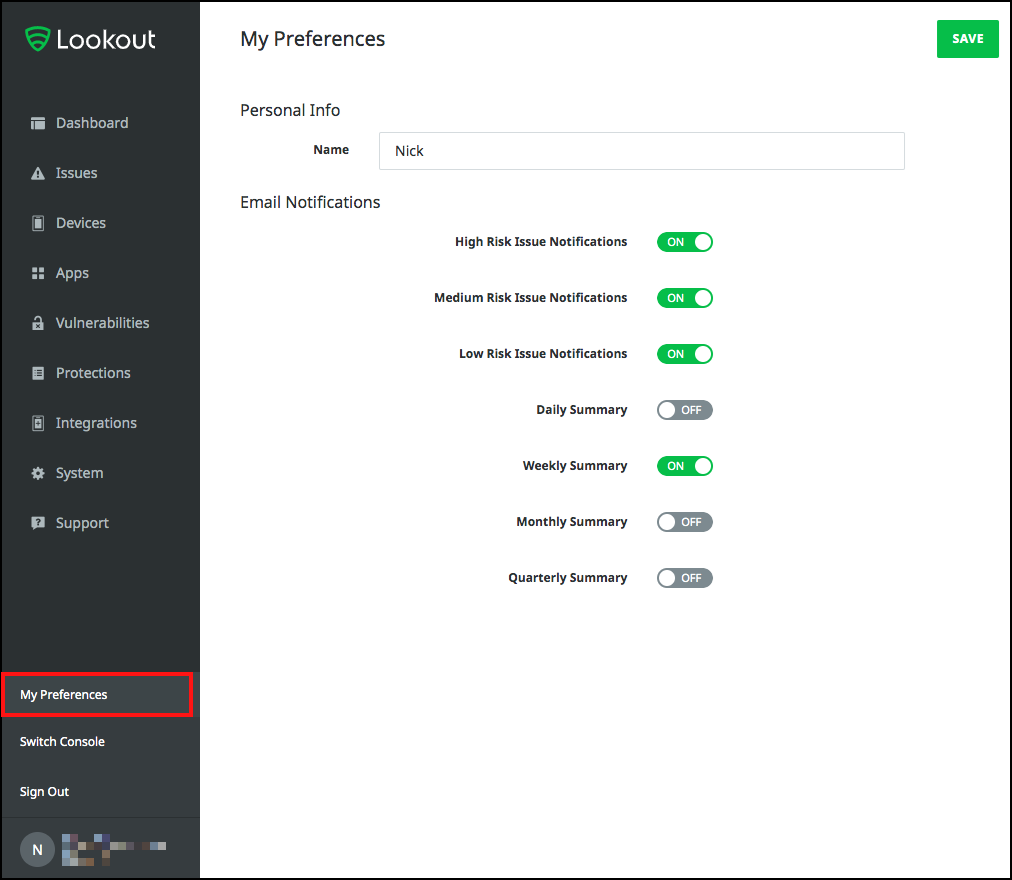 Lookout
Dashboard
Issues
Devices
Apps
Vulnerabilities
Protections
Integrations
System
Support
My Preferences
Switch Console
Sign Out
N
My Preferences
SAVE
Personal Info
Name Nick
Email Notifications
High Risk Issue Notifications ON
Medium Risk Issue Notifications ON
Low Risk Issue Notifications ON
Daily Summary OFF
Weekly Summary ON
Monthly Summary OFF
Quarterly Summary OFF